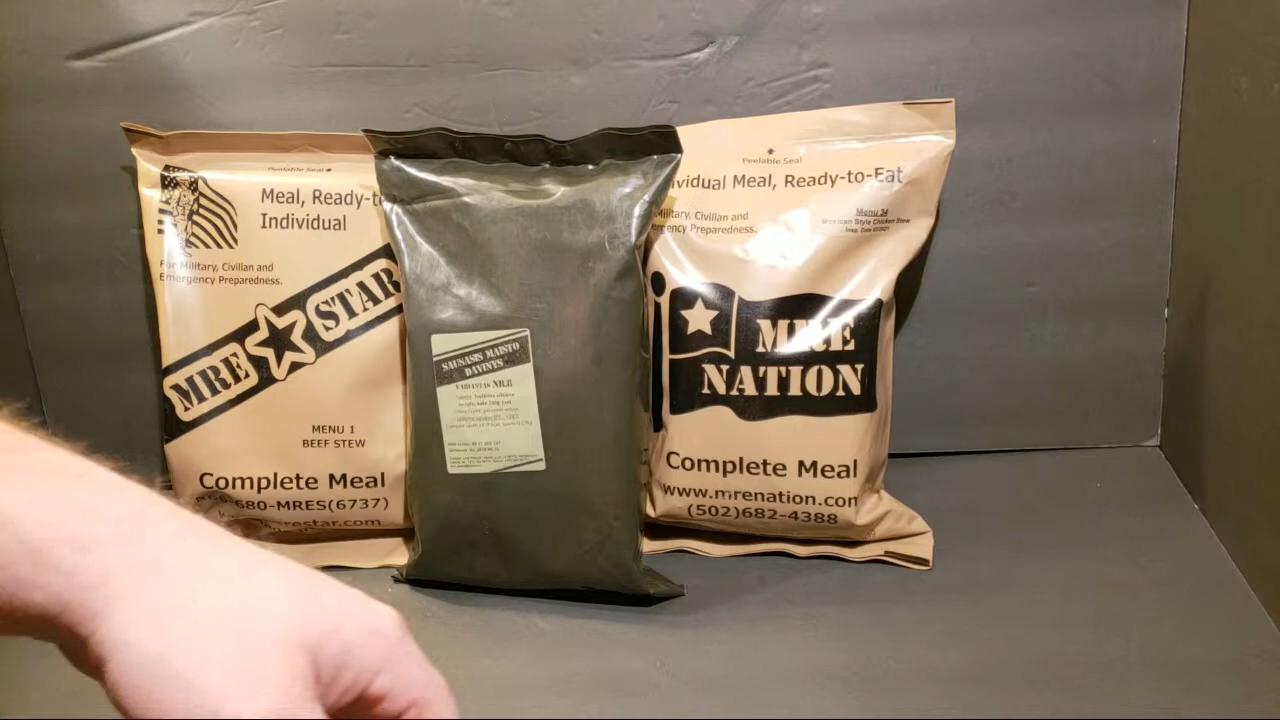 Peelable Seal
Meal, Ready-to
Individual
For Military, Civilian and
Emergency Preparedness.
MRE STAR
MENU 1
BEEF STEW
Complete Meal
680-MRES(6737)
SAUSASIS MAISTO
DAVINYS
VARIANTAS NR.8
Peelable Seal
ividual Meal, Ready-to-Eat
Military, Civilian and
ergency Preparedness.
Menu 34
Mexican Style Chicken Stew
MRE
NATION
Complete Meal
www.mrenation.com
(502)682-4388